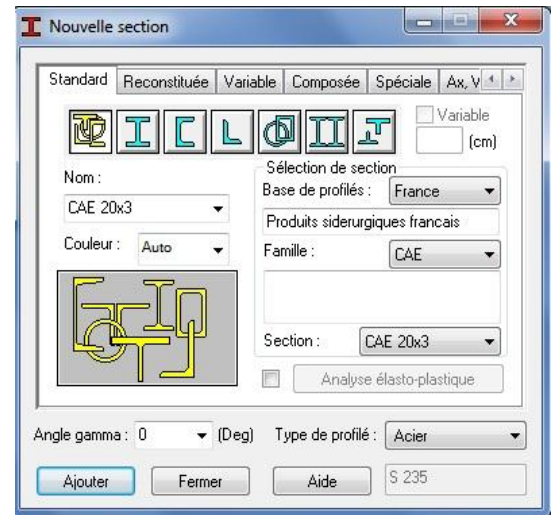 Nouvelle section
Standard Reconstituée Variable Composée Spéciale Ax, V
Variable
(cm)
Nom :
CAE 20x3
Couleur : Auto
Sélection de section
Base de profilés : France
Produits siderurgiques francais
Famille : CAE
Section : CAE 20x3
Analyse élasto-plastique
Angle gamma : 0 (Deg) Type de profilé : Acier
Ajouter Fermer Aide S 235